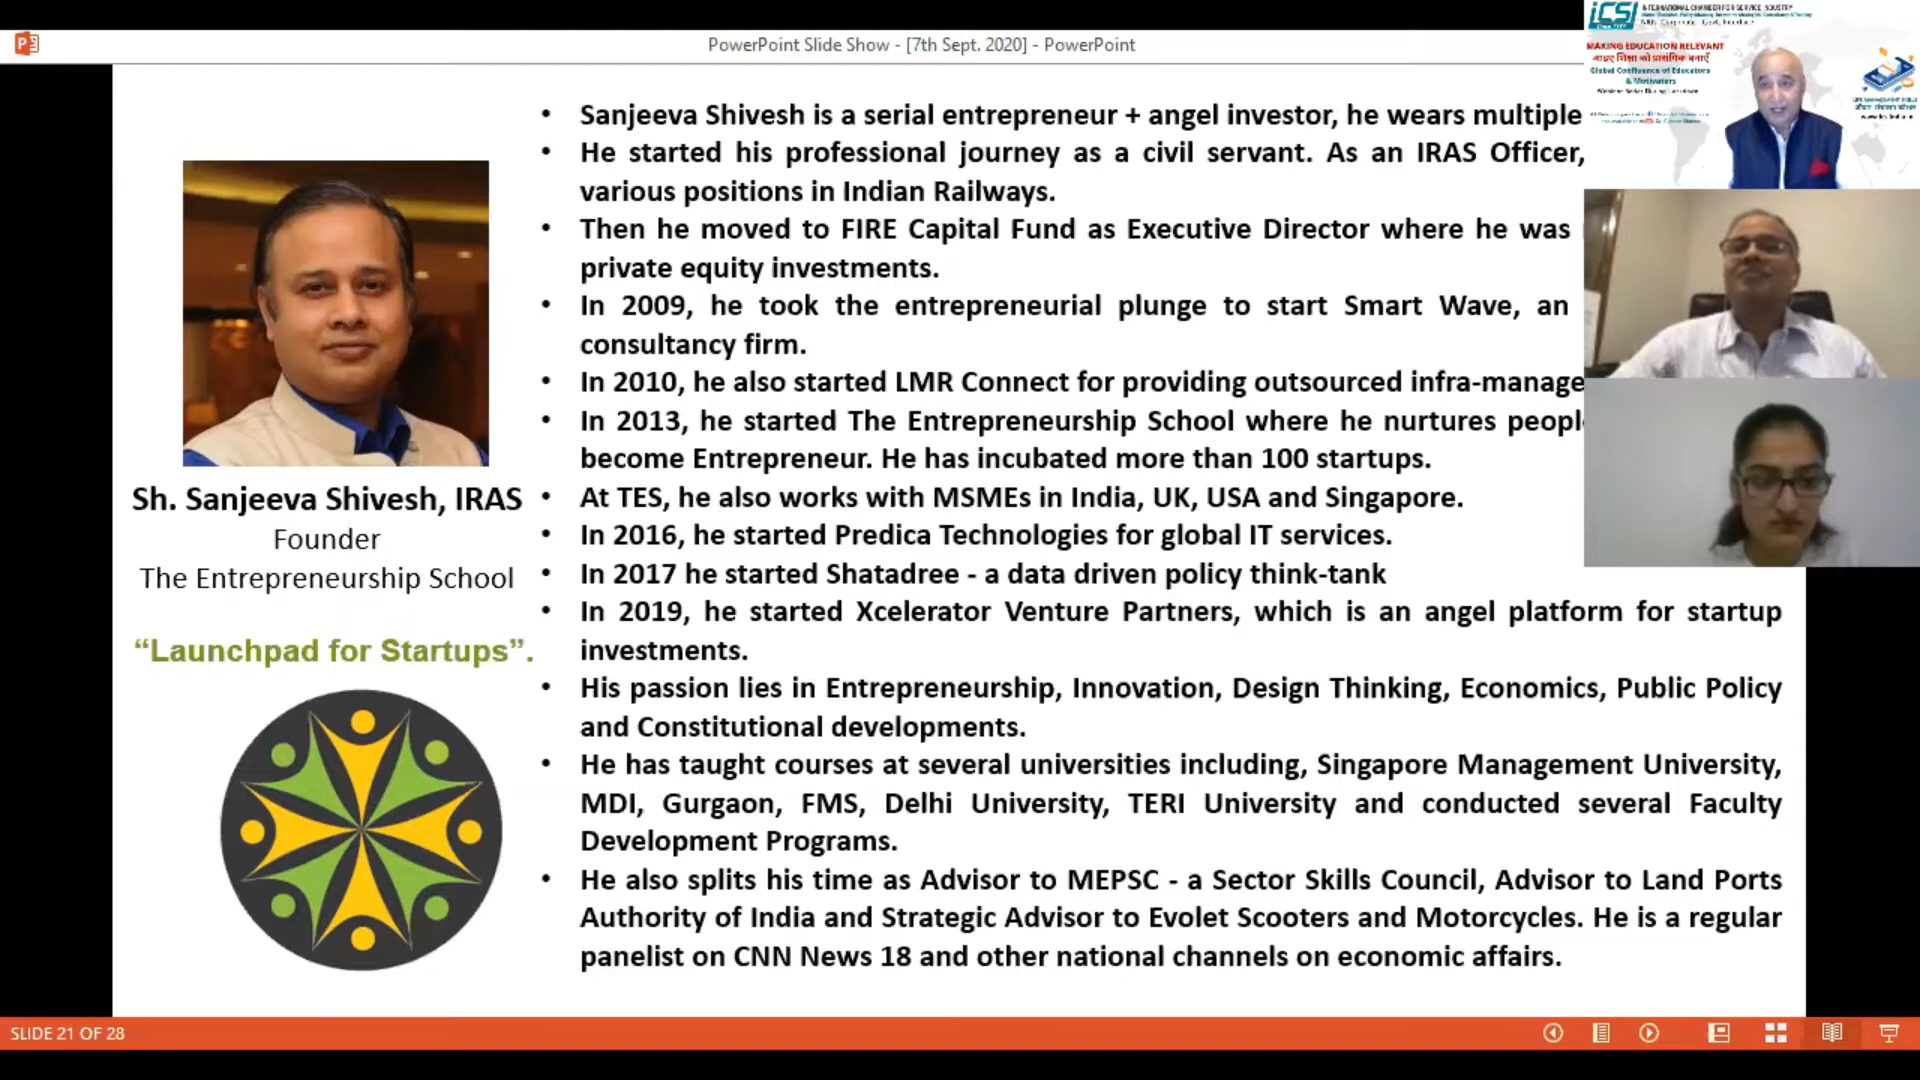 PowerPoint Slide Show - [7th Sept. 2020] - PowerPoint
iCSI
INTERNATIONAL CHAMBER FOR SERVICE INDUSTRY
MAKING EDUCATION RELEVANT
आइए शिक्षा को प्रासंगिक बनाएँ
Global Confluence of Educators
& Motivators
• Sanjeeva Shivesh is a serial entrepreneur + angel investor, he wears multiple
• He started his professional journey as a civil servant. As an IRAS Officer,
various positions in Indian Railways.
• Then he moved to FIRE Capital Fund as Executive Director where he was
private equity investments.
• In 2009, he took the entrepreneurial plunge to start Smart Wave, an
consultancy firm.
• In 2010, he also started LMR Connect for providing outsourced infra-manage
• In 2013, he started The Entrepreneurship School where he nurtures peopl
become Entrepreneur. He has incubated more than 100 startups.
• At TES, he also works with MSMEs in India, UK, USA and Singapore.
• In 2016, he started Predica Technologies for global IT services.
• In 2017 he started Shatadree - a data driven policy think-tank
• In 2019, he started Xcelerator Venture Partners, which is an angel platform for startup
investments.
• His passion lies in Entrepreneurship, Innovation, Design Thinking, Economics, Public Policy
and Constitutional developments.
• He has taught courses at several universities including, Singapore Management University,
MDI, Gurgaon, FMS, Delhi University, TERI University and conducted several Faculty
Development Programs.
• He also splits his time as Advisor to MEPSC - a Sector Skills Council, Advisor to Land Ports
Authority of India and Strategic Advisor to Evolet Scooters and Motorcycles. He is a regular
panelist on CNN News 18 and other national channels on economic affairs.
Sh. Sanjeeva Shivesh, IRAS
Founder
The Entrepreneurship School
“Launchpad for Startups”.
SLIDE 21 OF 28